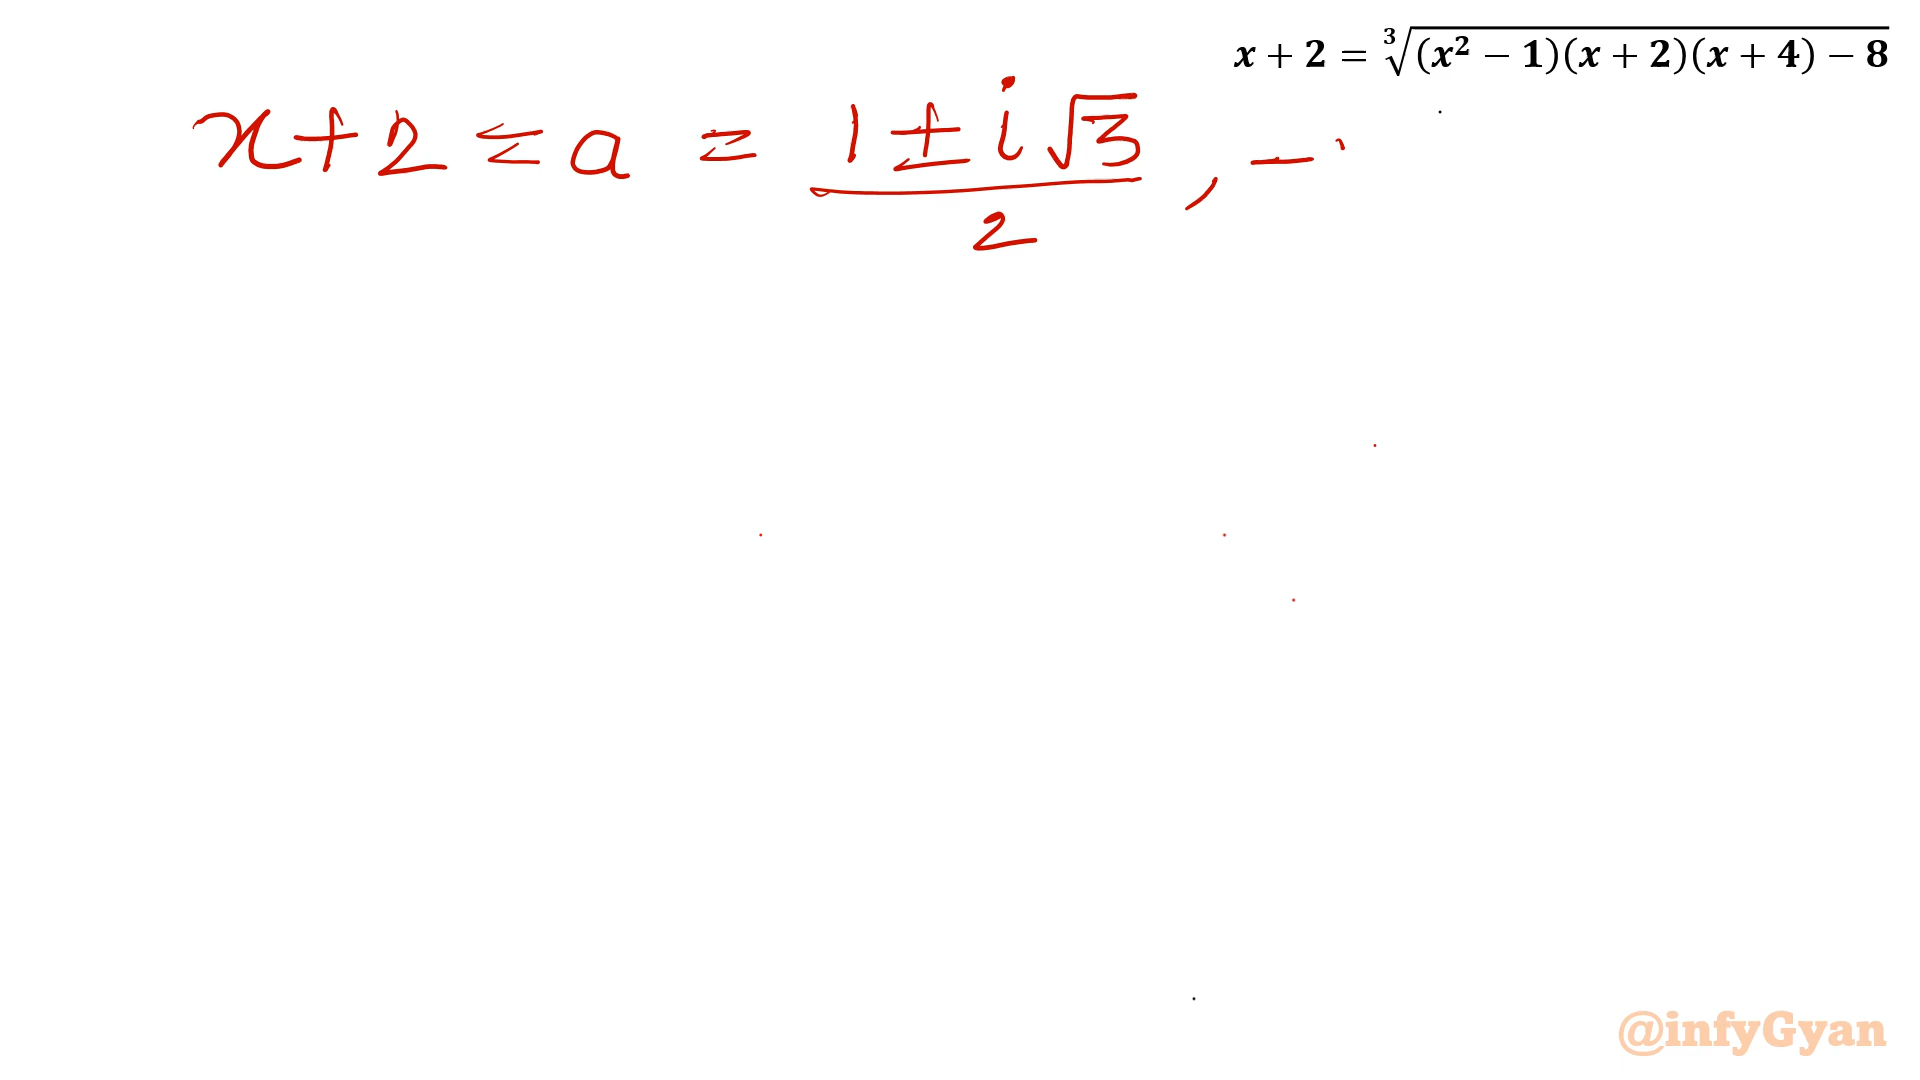 x + 2 = ∛((x² − 1)(x + 2)(x + 4) − 8)
x + 2 = a = (1 ± i√3)/2 , −
@infyGyan